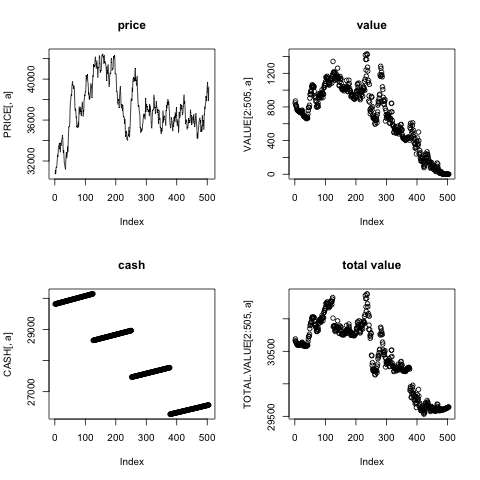 price
PRICE[, a]
32000 36000 40000
0 100 200 300 400 500
Index
value
VALUE[2:505, a]
0 400 800 1200
0 100 200 300 400 500
Index
cash
CASH[, a]
27000 29000
0 100 200 300 400 500
Index
total value
TOTAL.VALUE[2:505, a]
29500 30500
0 100 200 300 400 500
Index